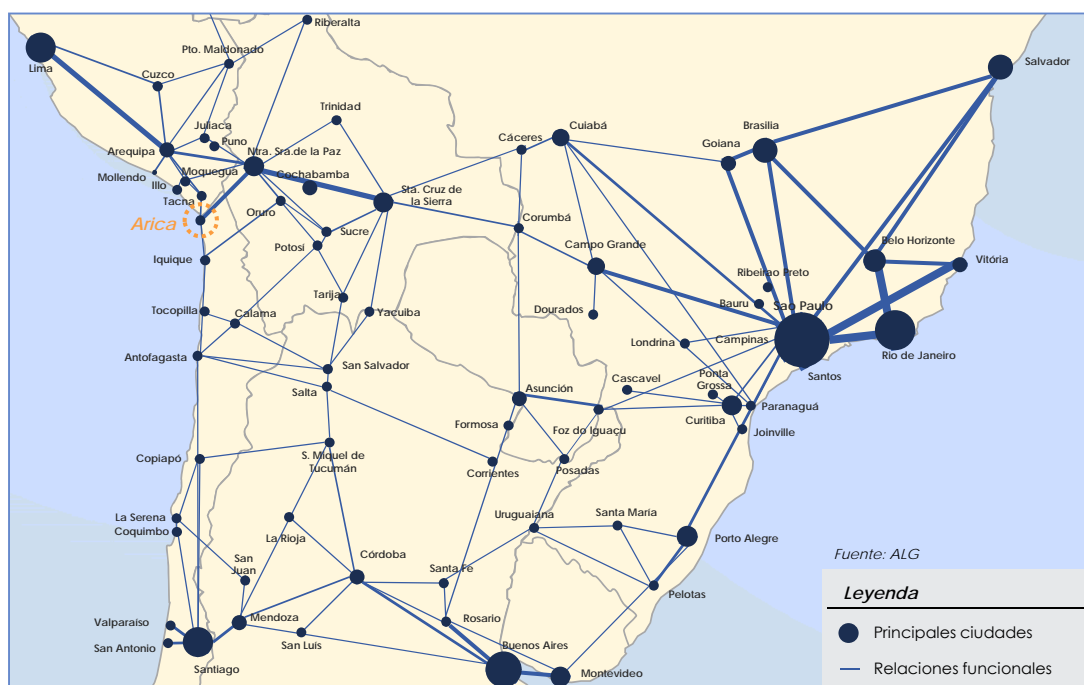 Riberalta
Pto. Maldonado
Lima
Cuzco
Salvador
Trinidad
Juliaca
Puno
Arequipa
Ntra. Sra.de la Paz
Cáceres
Cuiabá
Brasilia
Goiana
Mollendo
Moquegua
Illo
Tacna
Cochabamba
Sta. Cruz de
la Sierra
Arica
Oruro
Sucre
Potosí
Corumbá
Campo Grande
Belo Horizonte
Vitória
Iquique
Ribeirao Preto
Bauru
Sao Paulo
Tarija
Yacuiba
Dourados
Tocopilla
Calama
Londrina
Campinas
Rio de Janeiro
Antofagasta
San Salvador
Santos
Salta
Asunción
Cascavel
Ponta
Grossa
Paranaguá
Curitiba
Joinville
Formosa
Foz do Iguaçu
Copiapó
S. Miquel de
Tucumán
Corrientes
Posadas
La Serena
Coquimbo
La Rioja
Uruguaiana
Santa María
Porto Alegre
San
Juan
Córdoba
Santa Fé
Pelotas
Valparaíso
San Antonio
Santiago
Mendoza
San Luís
Rosario
Buenos Aires
Montevideo
Fuente: ALG
Leyenda
Principales ciudades
Relaciones funcionales